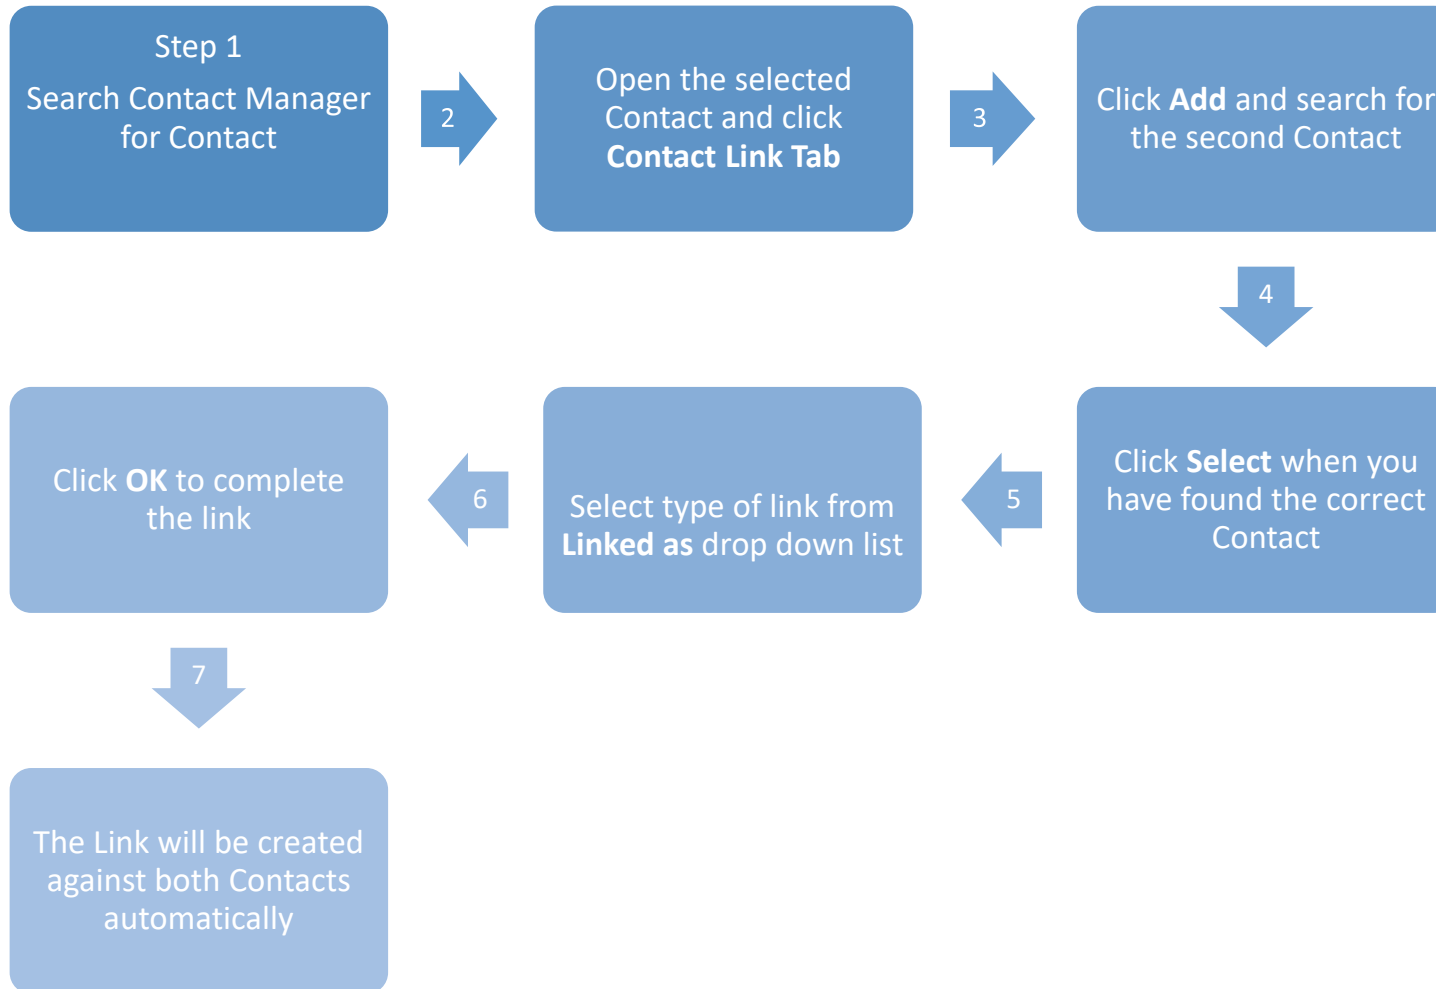 Step 1
Search Contact Manager
for Contact
2
Open the selected
Contact and click
Contact Link Tab
3
Click Add and search for
the second Contact
4
Click Select when you
have found the correct
Contact
5
Select type of link from
Linked as drop down list
6
Click OK to complete
the link
7
The Link will be created
against both Contacts
automatically